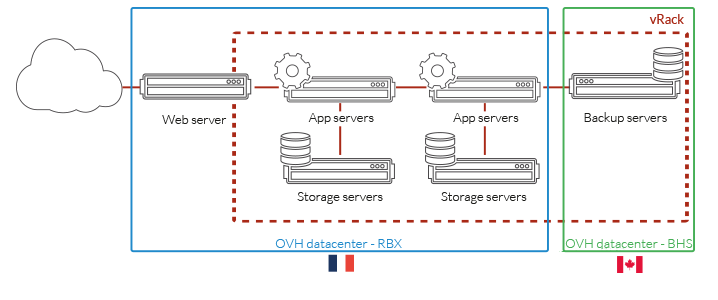 vRack
Web server
App servers
App servers
Backup servers
Storage servers
Storage servers
OVH datacenter - RBX
OVH datacenter - BHS